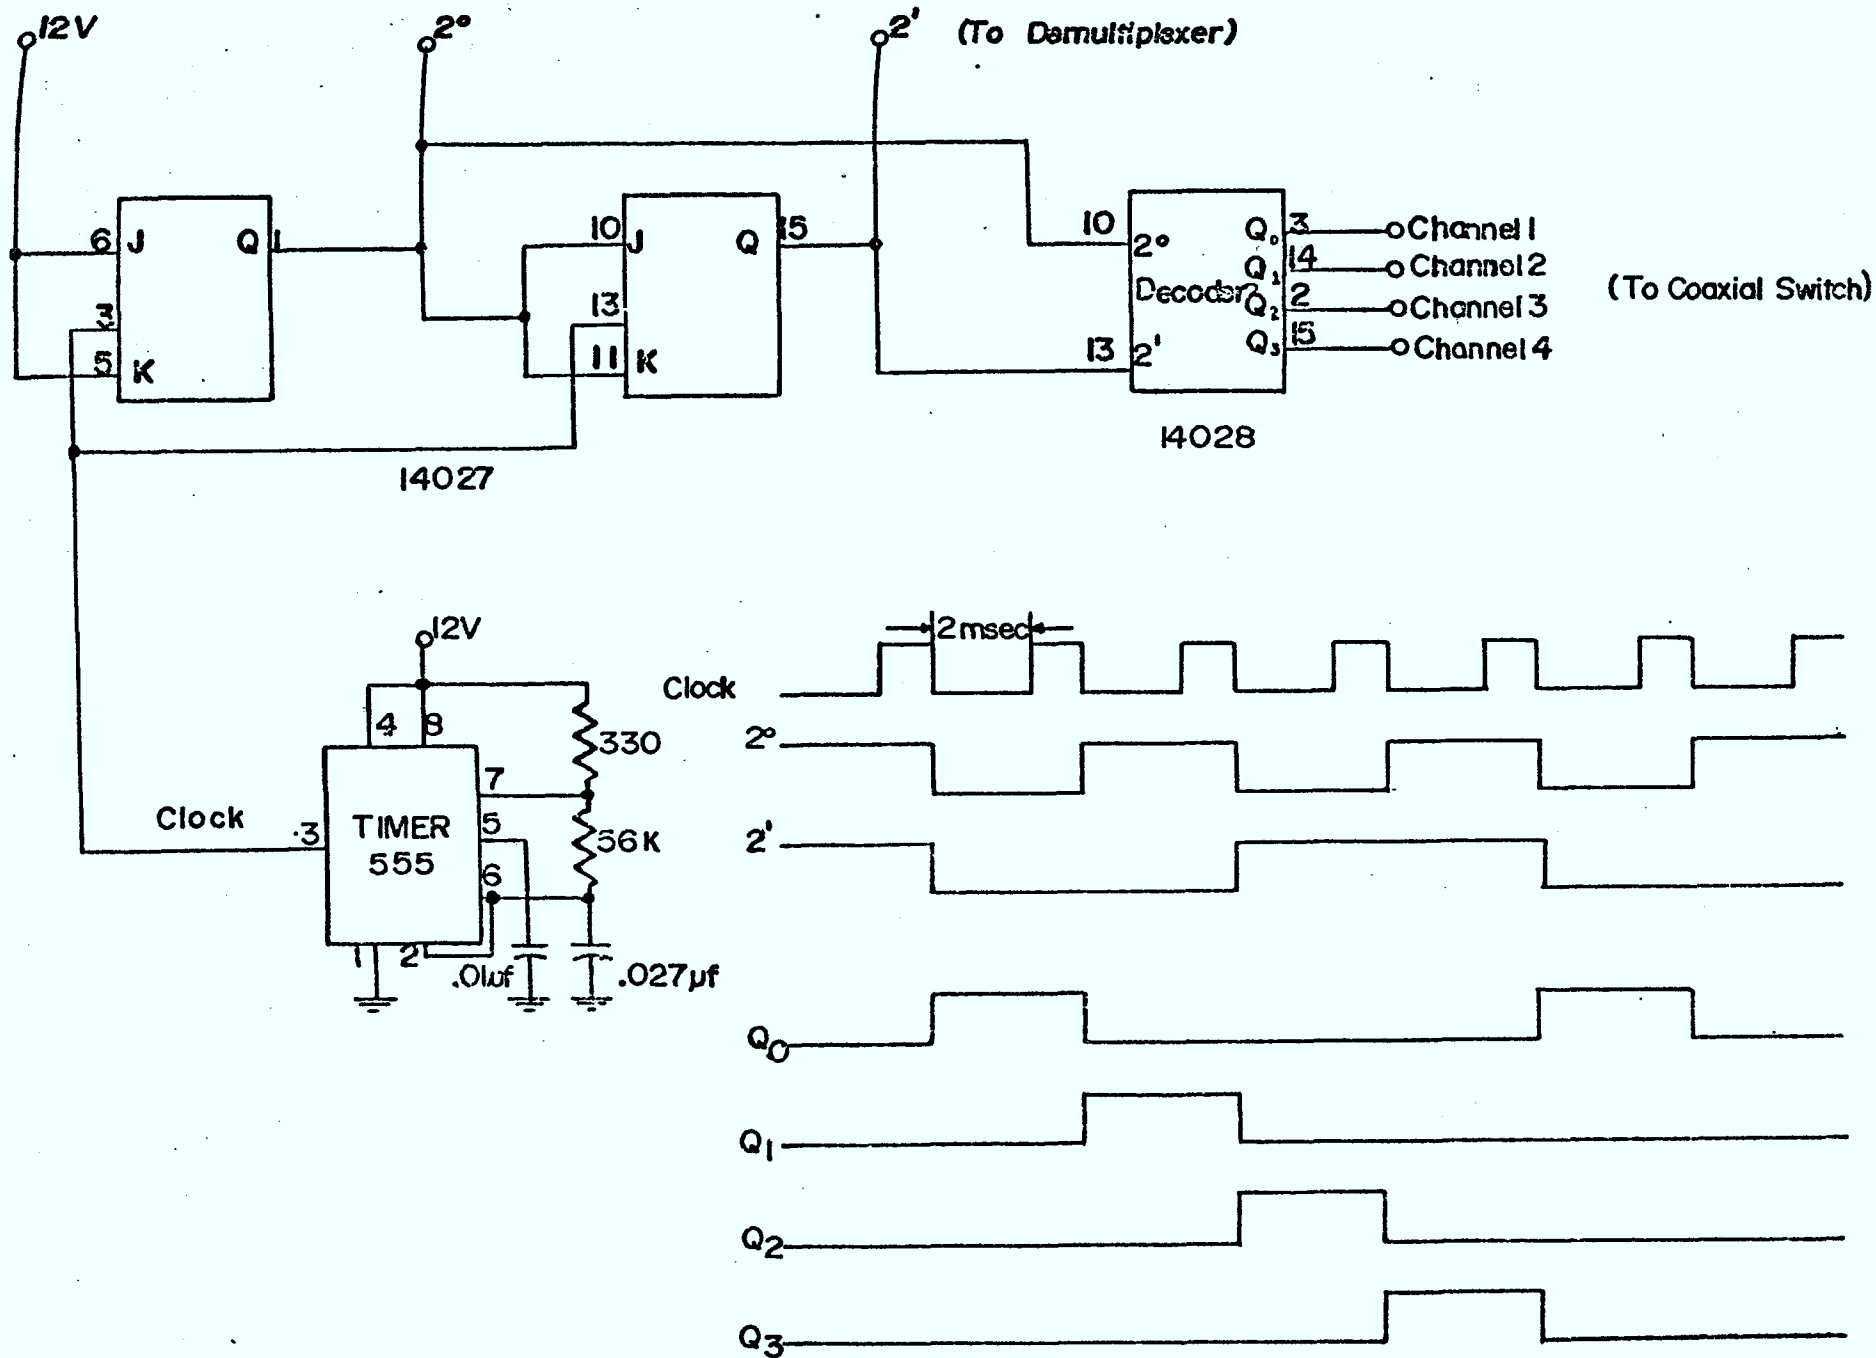 12V
2°
2' (To Demultiplexer)
6 J Q 1
3
5 K
10 J Q 15
13
11 K
14027
10 2°
Decoder
13 2'
Q0 3 Channel 1
Q1 14 Channel 2
Q2 2 Channel 3
Q3 15 Channel 4
(To Coaxial Switch)
14028
12V
4 8
330
7
Clock
3 TIMER 5
555
56K
6
1 2
.01uf
.027µf
2msec
Clock
2°
2'
Q0
Q1
Q2
Q3